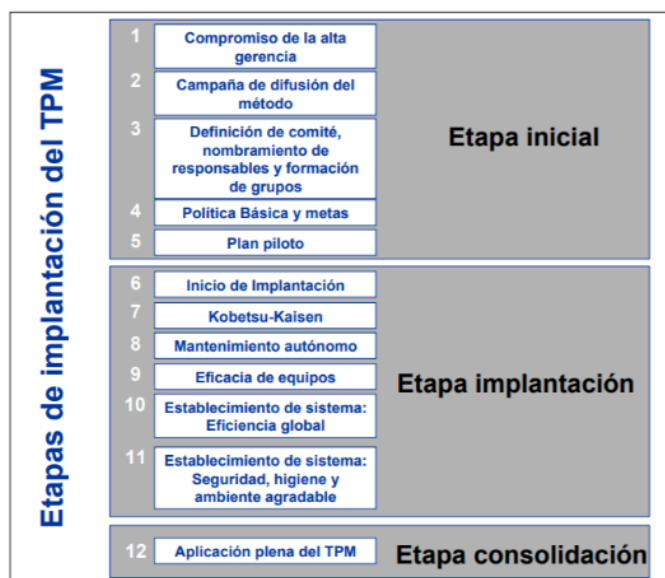 Etapas de implantación del TPM
1
Compromiso de la alta
gerencia
2
Campaña de difusión del
método
3
Definición de comité,
nombramiento de
responsables y formación
de grupos
4
Política Básica y metas
5
Plan piloto
Etapa inicial
6
Inicio de Implantación
7
Kobetsu-Kaisen
8
Mantenimiento autónomo
9
Eficacia de equipos
10
Establecimiento de sistema:
Eficiencia global
11
Establecimiento de sistema:
Seguridad, higiene y
ambiente agradable
Etapa implantación
12
Aplicación plena del TPM
Etapa consolidación